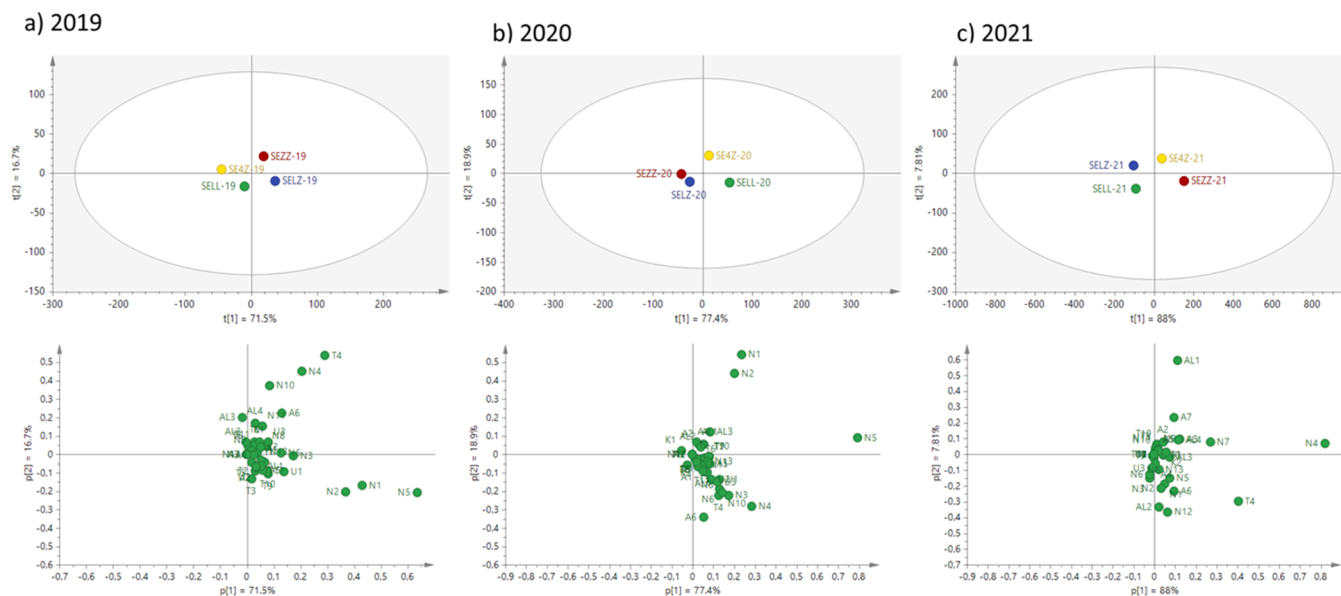 a) 2019
b) 2020
c) 2021
t[2] = 16.7%
100
50
0
-50
-100
-150
SEZZ-19
SE4Z-19
SELL-19
SELZ-19
-300
-200
-100
0
100
200
t[1] = 71.5%
t[2] = 18.9%
150
100
50
0
-50
-100
-150
-200
SE4Z-20
SEZZ-20
SELZ-20
SELL-20
-400
-300
-200
-100
0
100
200
300
t[1] = 77.4%
t[2] = 7.81%
200
100
0
-100
-200
-300
SELZ-21
SE4Z-21
SELL-21
SEZZ-21
-1000
-800
-600
-400
-200
0
200
400
600
800
t[1] = 88%
p[2] = 16.7%
0.5
0.4
0.3
0.2
0.1
0
-0.1
-0.2
-0.3
-0.4
-0.5
-0.6
T4
N4
N10
AL3
AL4
A6
U3
N8
N3
U1
T3
N2
N1
N5
-0.7
-0.6
-0.5
-0.4
-0.3
-0.2
-0.1
0
0.1
0.2
0.3
0.4
0.5
0.6
p[1] = 71.5%
p[2] = 18.9%
0.5
0.4
0.3
0.2
0.1
0
-0.1
-0.2
-0.3
-0.4
-0.5
-0.6
N1
N2
N5
A2
K1
A1
N6
N3
T4
N10
N4
A6
-0.9
-0.8
-0.7
-0.6
-0.5
-0.4
-0.3
-0.2
-0.1
0
0.1
0.2
0.3
0.4
0.5
0.6
0.7
0.8
p[1] = 77.4%
p[2] = 7.81%
0.6
0.5
0.4
0.3
0.2
0.1
0
-0.1
-0.2
-0.3
-0.4
-0.5
-0.6
-0.7
AL1
A7
A2
N7
N4
AL3
U3
N6
N13
N5
N3
N2
A6
T4
AL2
N12
-0.9
-0.8
-0.7
-0.6
-0.5
-0.4
-0.3
-0.2
-0.1
0
0.1
0.2
0.3
0.4
0.5
0.6
0.7
0.8
p[1] = 88%